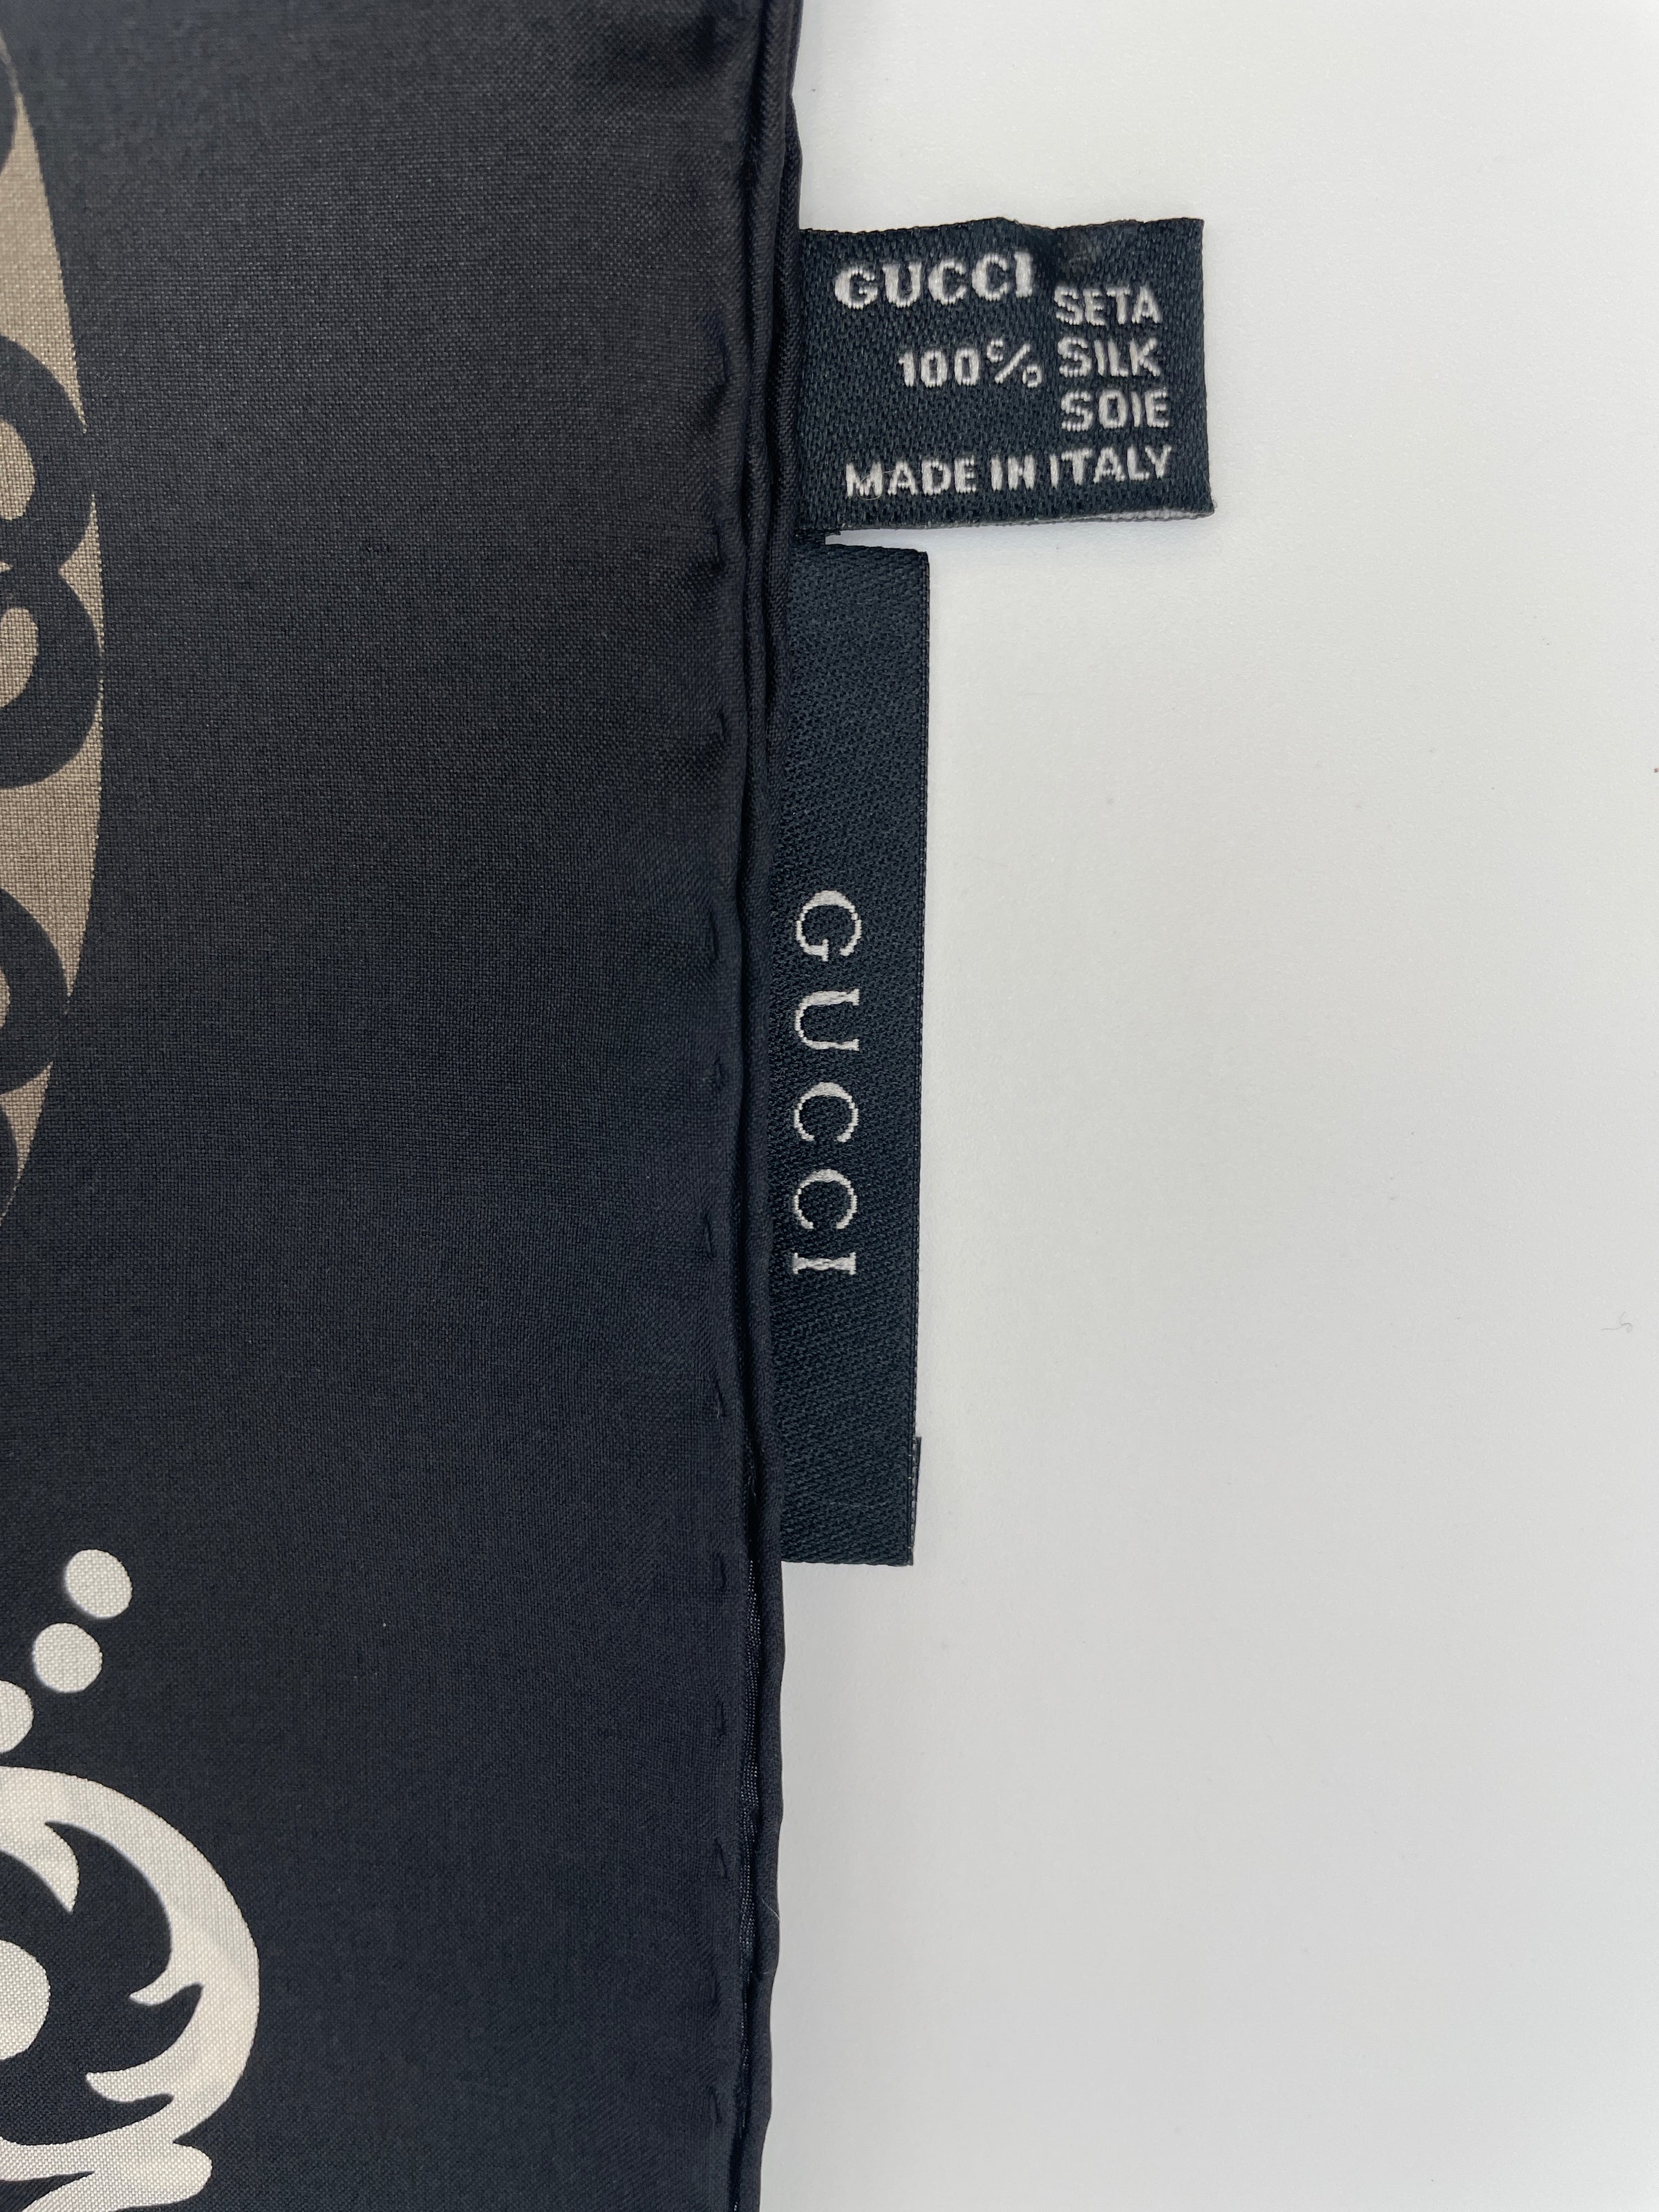 GUCCI
SETA
100% SILK
SOIE
MADE IN ITALY
GUCCI